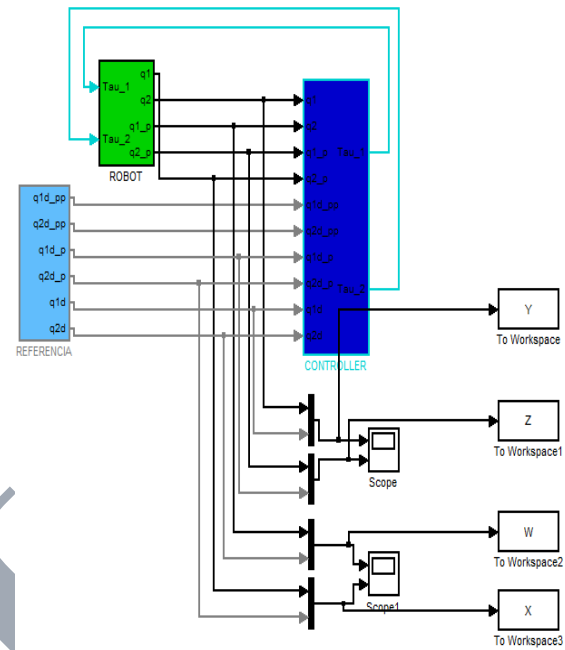 q1
Tau_1
q2
q1_p
Tau_2
q2_p
ROBOT
q1
q2
q1_p
Tau_1
q2_p
q1d_pp
q2d_pp
q1d_p
q2d_p
Tau_2
q1d
q2d
CONTROLLER
q1d_pp
q2d_pp
q1d_p
q2d_p
q1d
q2d
REFERENCIA
Y
To Workspace
Z
To Workspace1
Scope
W
To Workspace2
Scope1
X
To Workspace3